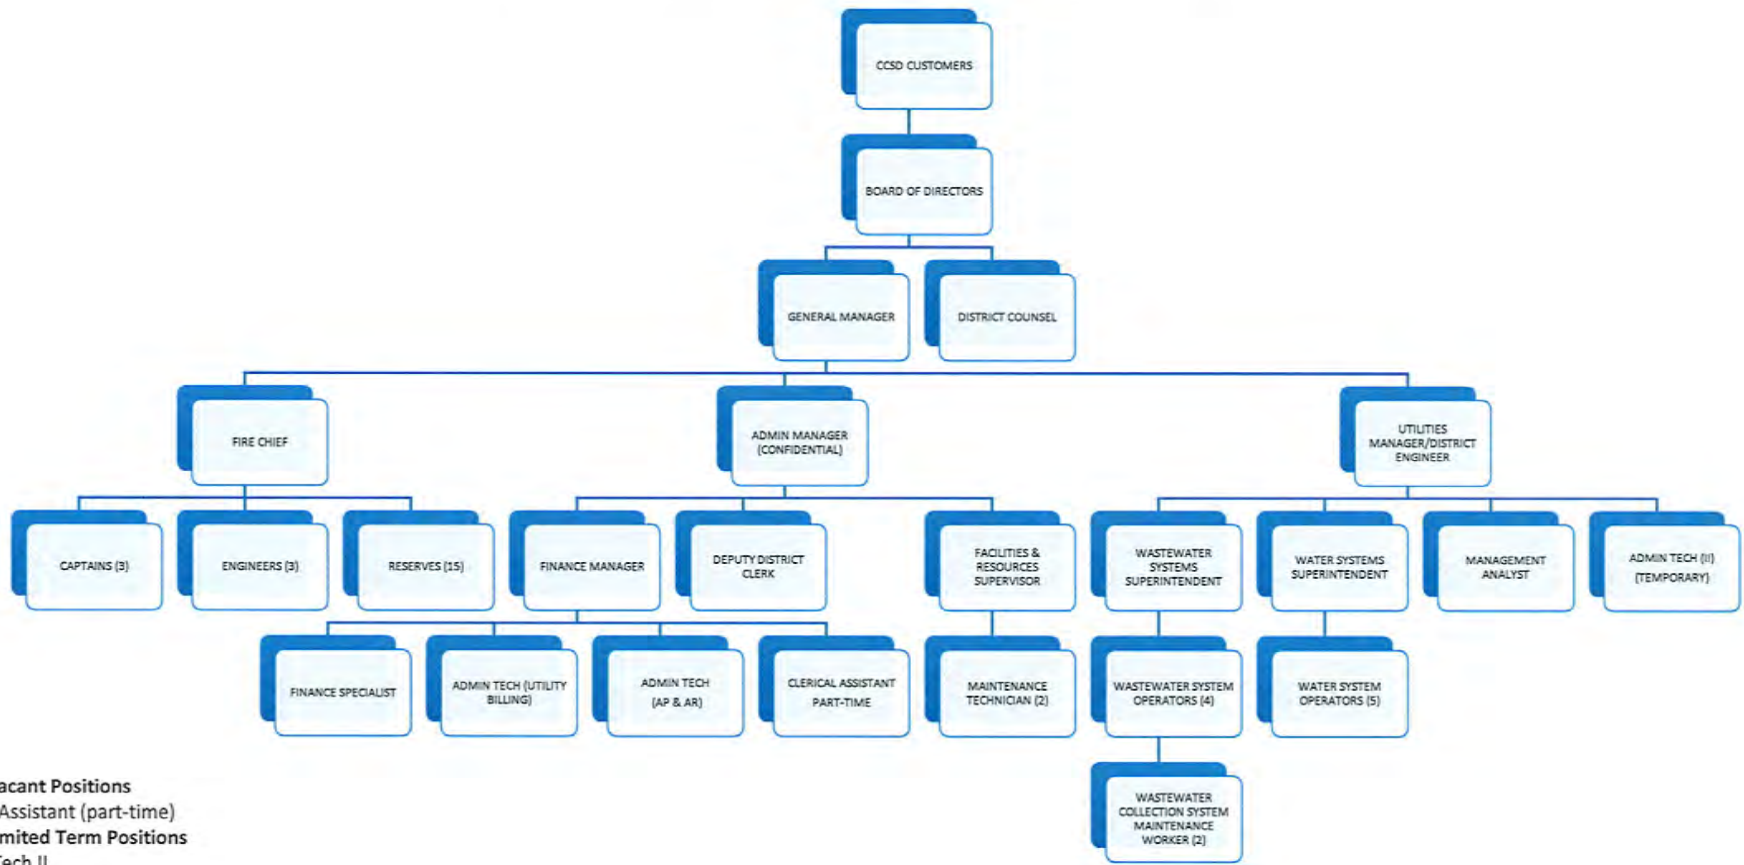 CCSD CUSTOMERS
BOARD OF DIRECTORS
GENERAL MANAGER
DISTRICT COUNSEL
FIRE CHIEF
ADMIN MANAGER
(CONFIDENTIAL)
UTILITIES
MANAGER/DISTRICT
ENGINEER
CAPTAINS (3)
ENGINEERS (3)
RESERVES (15)
FINANCE MANAGER
DEPUTY DISTRICT
CLERK
FACILITIES &
RESOURCES
SUPERVISOR
WASTEWATER
SYSTEMS
SUPERINTENDENT
WATER SYSTEMS
SUPERINTENDENT
MANAGEMENT
ANALYST
ADMIN TECH (II)
(TEMPORARY)
FINANCE SPECIALIST
ADMIN TECH (UTILITY
BILLING)
ADMIN TECH
(AP & AR)
CLERICAL ASSISTANT
PART-TIME
MAINTENANCE
TECHNICIAN (2)
WASTEWATER SYSTEM
OPERATORS (4)
WATER SYSTEM
OPERATORS (5)
WASTEWATER
COLLECTION SYSTEM
MAINTENANCE
WORKER (2)
Positions
Assistant (part-time)
Term Positions